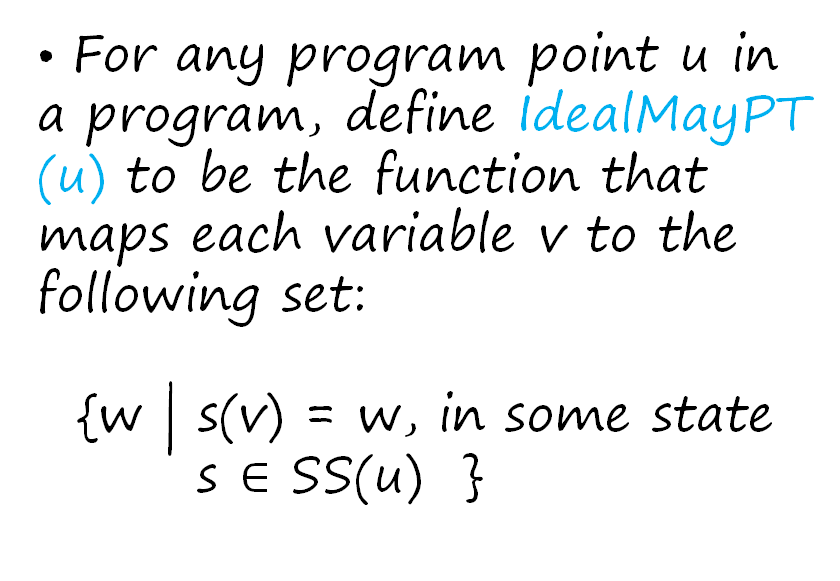 • For any program point u in
a program, define IdealMayPT
(u) to be the function that
maps each variable v to the
following set:
{w | s(v) = w, in some state
s ∈ SS(u) }